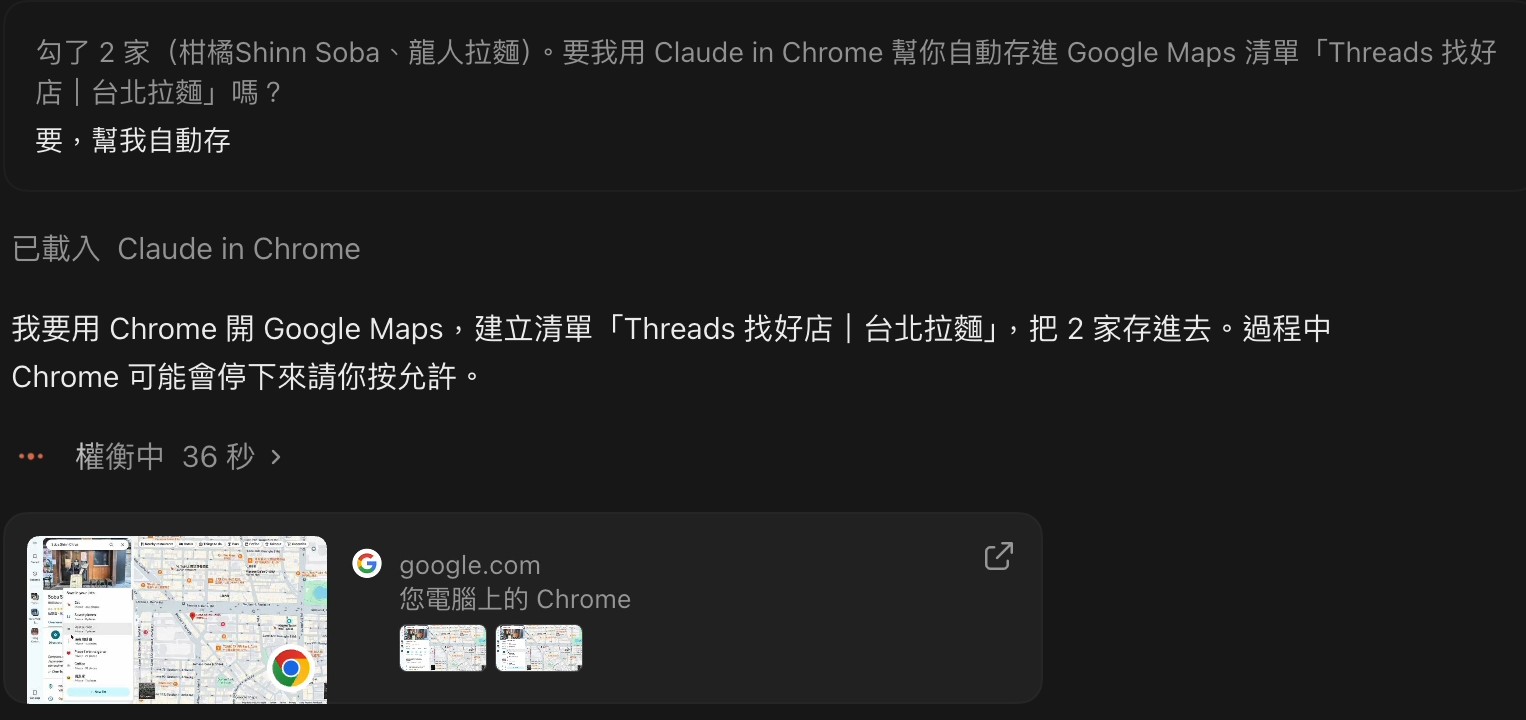 勾了 2 家（柑橘Shinn Soba、龍人拉麵）。要我用 Claude in Chrome 幫你自動存進 Google Maps 清單「Threads 找好
店｜台北拉麵」嗎？
要，幫我自動存
已載入 Claude in Chrome
我要用 Chrome 開 Google Maps，建立清單「Threads 找好店｜台北拉麵」，把 2 家存進去。過程中
Chrome 可能會停下來請你按允許。
權衡中 36 秒
google.com
您電腦上的 Chrome